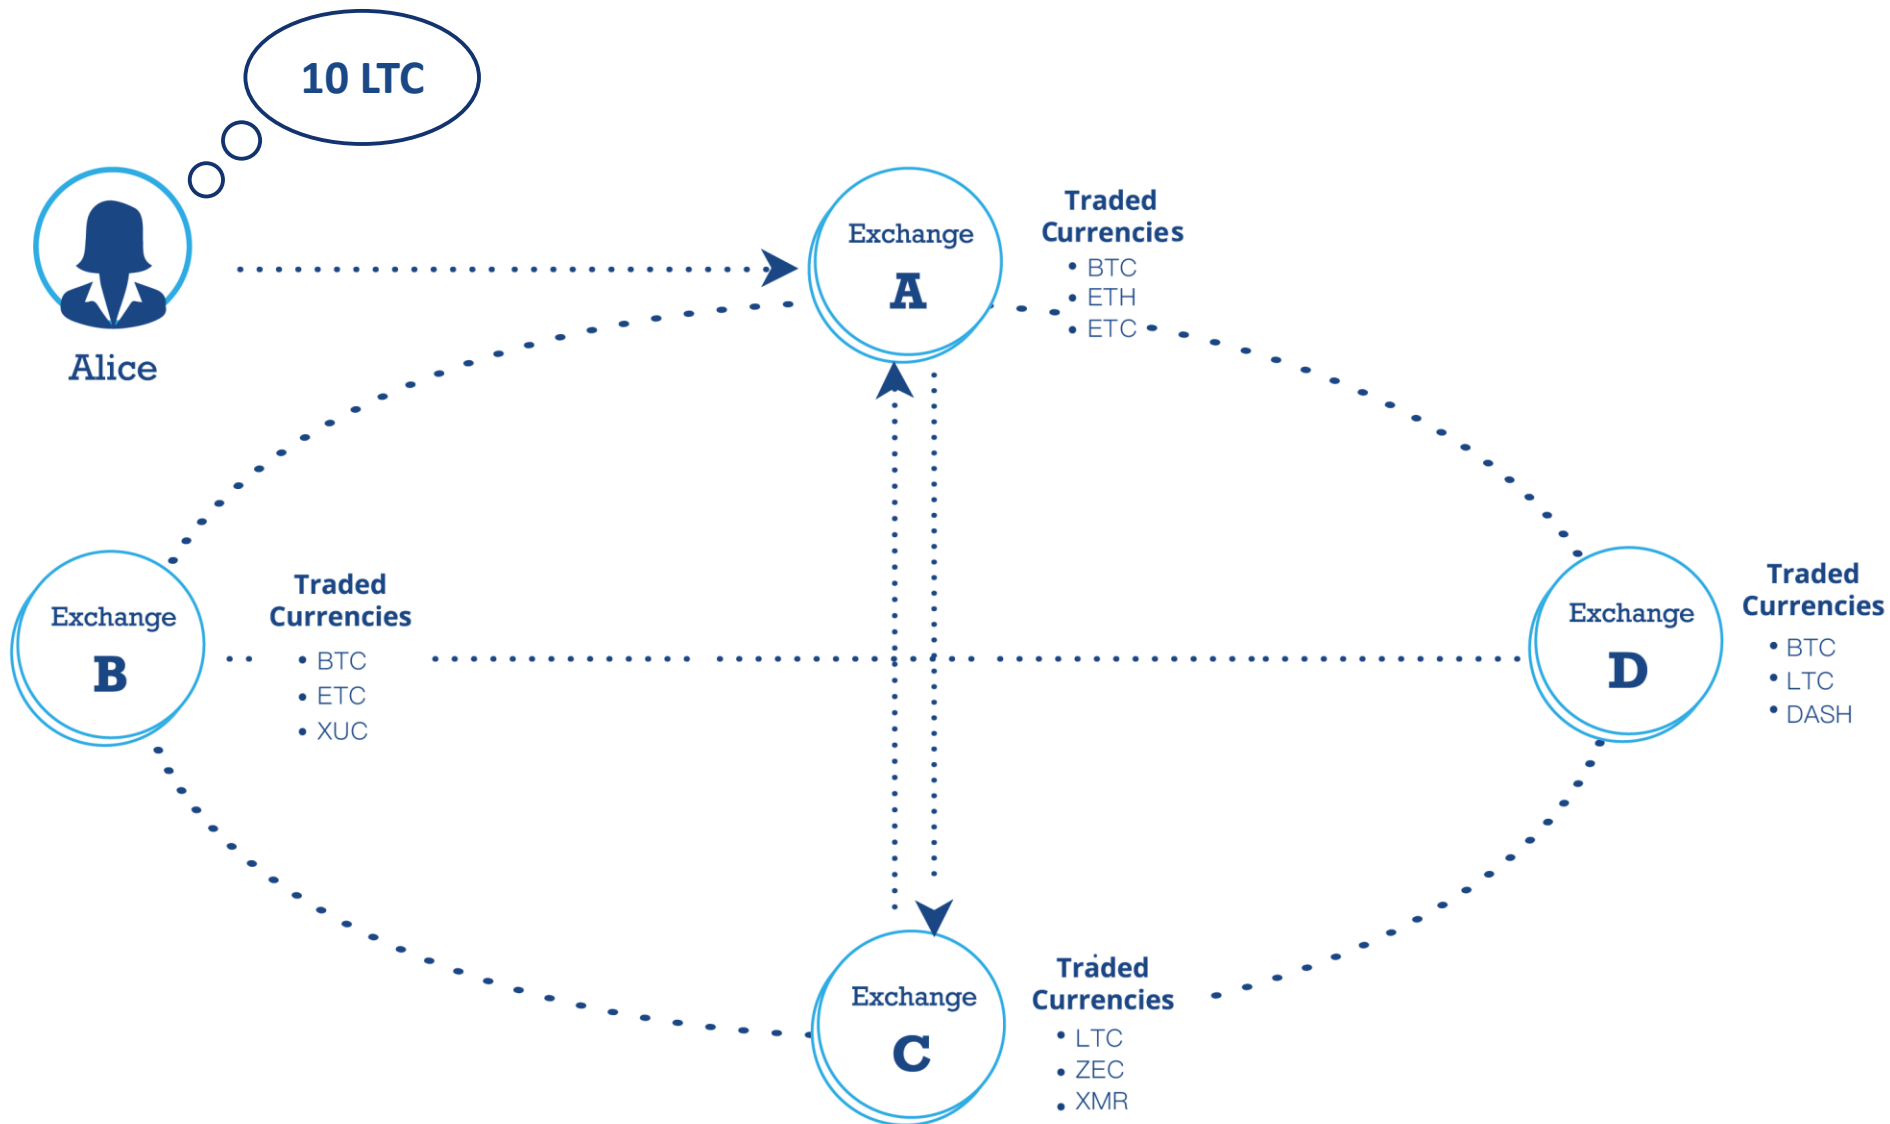 10 LTC
Alice
Exchange
A
Traded
Currencies
• BTC
• ETH
• ETC
Exchange
B
Traded
Currencies
• BTC
• ETC
• XUC
Exchange
D
Traded
Currencies
• BTC
• LTC
• DASH
Exchange
C
Traded
Currencies
• LTC
• ZEC
• XMR